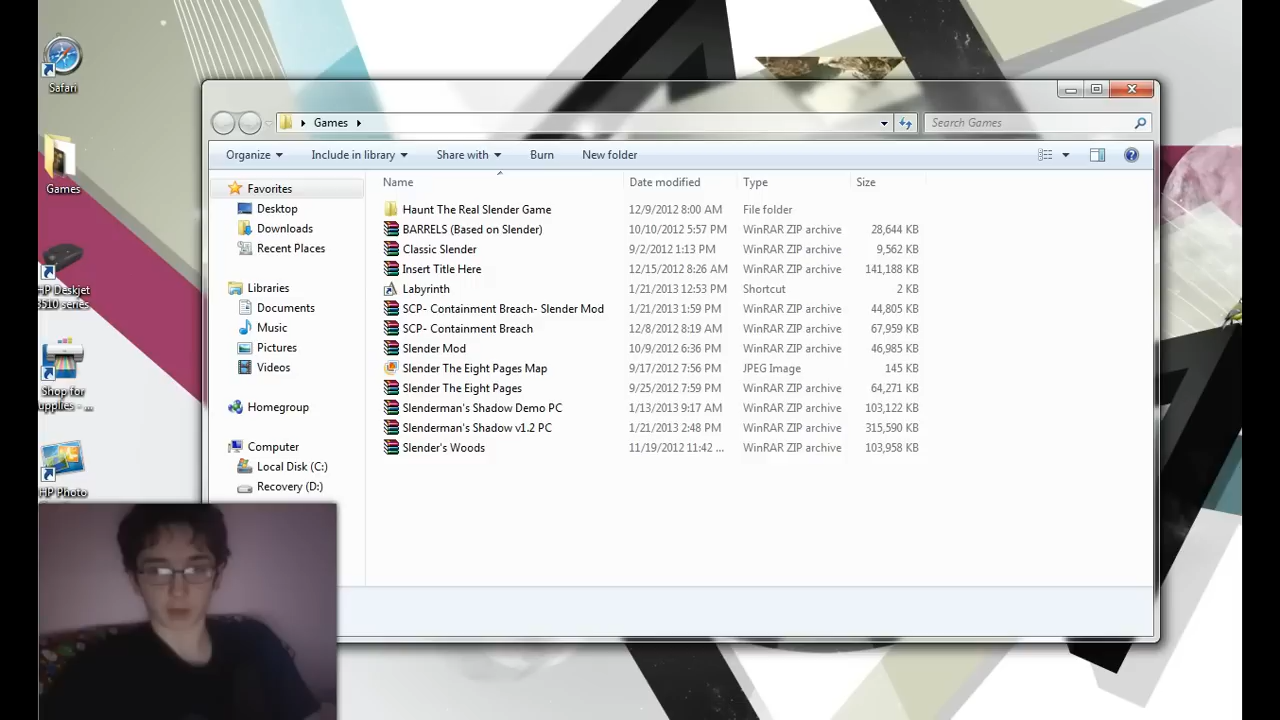 Safari
Games
HP Deskjet
3510 series
Shop for
upplies - ...
HP Photo
Games
Search Games
Organize Include in library Share with Burn New folder
Favorites
Desktop
Downloads
Recent Places
Libraries
Documents
Music
Pictures
Videos
Homegroup
Computer
Local Disk (C:)
Recovery (D:)
Name Date modified Type Size
Haunt The Real Slender Game 12/9/2012 8:00 AM File folder
BARRELS (Based on Slender) 10/10/2012 5:57 PM WinRAR ZIP archive 28,644 KB
Classic Slender 9/2/2012 1:13 PM WinRAR ZIP archive 9,562 KB
Insert Title Here 12/15/2012 8:26 AM WinRAR ZIP archive 141,188 KB
Labyrinth 1/21/2013 12:53 PM Shortcut 2 KB
SCP- Containment Breach- Slender Mod 1/21/2013 1:59 PM WinRAR ZIP archive 44,805 KB
SCP- Containment Breach 12/8/2012 8:19 AM WinRAR ZIP archive 67,959 KB
Slender Mod 10/9/2012 6:36 PM WinRAR ZIP archive 46,985 KB
Slender The Eight Pages Map 9/17/2012 7:56 PM JPEG Image 145 KB
Slender The Eight Pages 9/25/2012 7:59 PM WinRAR ZIP archive 64,271 KB
Slenderman's Shadow Demo PC 1/13/2013 9:17 AM WinRAR ZIP archive 103,122 KB
Slenderman's Shadow v1.2 PC 1/21/2013 2:48 PM WinRAR ZIP archive 315,590 KB
Slender's Woods 11/19/2012 11:42 ... WinRAR ZIP archive 103,958 KB